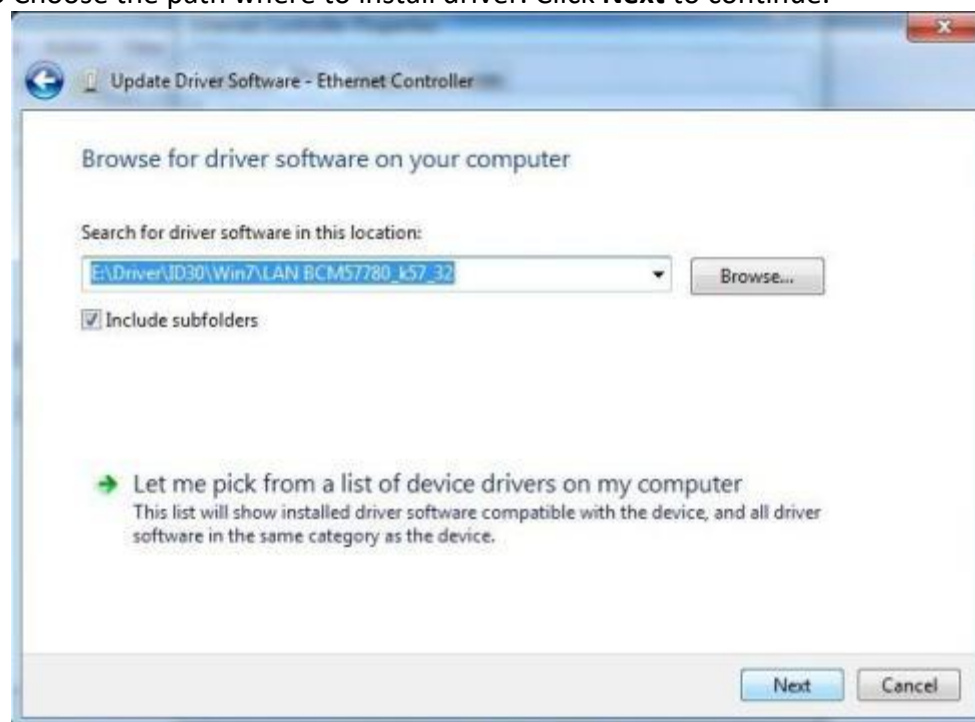 Choose the path where to install driver. Click Next to continue.
Update Driver Software - Ethernet Controller
Browse for driver software on your computer
Search for driver software in this location:
E:\Driver\ID30\Win7\LAN BCM57780_k57_32
Browse...
Include subfolders
Let me pick from a list of device drivers on my computer
This list will show installed driver software compatible with the device, and all driver
software in the same category as the device.
Next Cancel